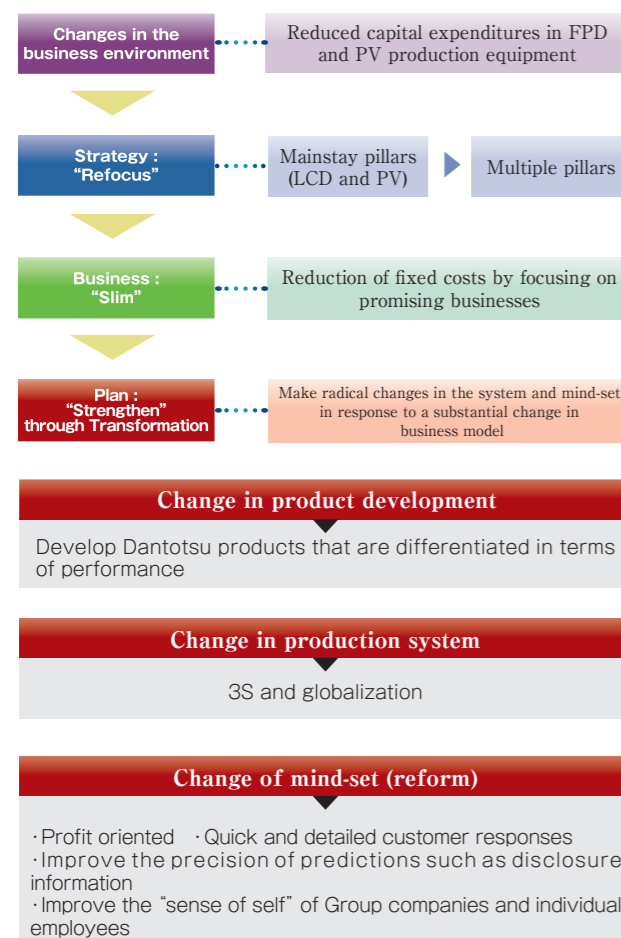 Changes in the
business environment
Reduced capital expenditures in FPD
and PV production equipment
Strategy :
“Refocus”
Mainstay pillars
(LCD and PV)
Multiple pillars
Business :
“Slim”
Reduction of fixed costs by focusing on
promising businesses
Plan :
“Strengthen”
through Transformation
Make radical changes in the system and mind-set
in response to a substantial change in
business model
Change in product development
Develop Dantotsu products that are differentiated in terms
of performance
Change in production system
3S and globalization
Change of mind-set (reform)
·Profit oriented ·Quick and detailed customer responses
·Improve the precision of predictions such as disclosure
information
·Improve the “sense of self” of Group companies and individual
employees